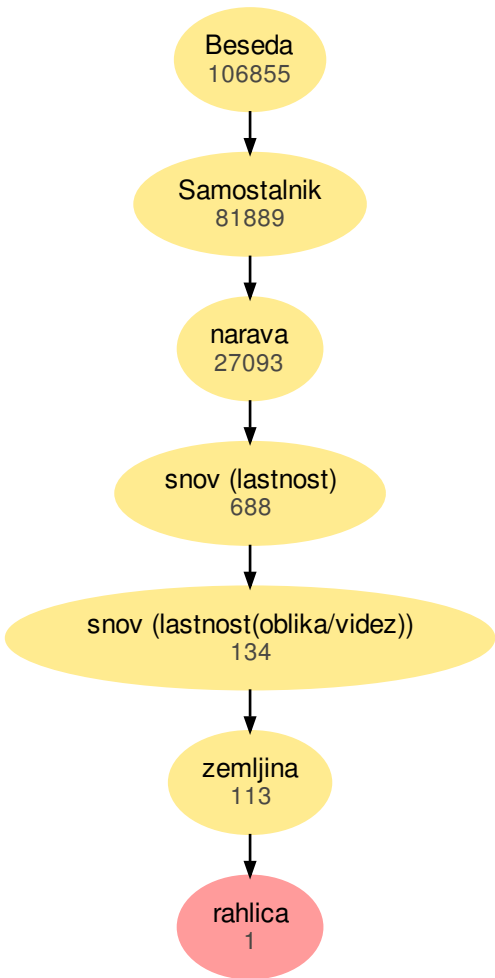 Beseda
106855
Samostalnik
81889
narava
27093
snov (lastnost)
688
snov (lastnost(oblika/videz))
134
zemljina
113
rahlica
1